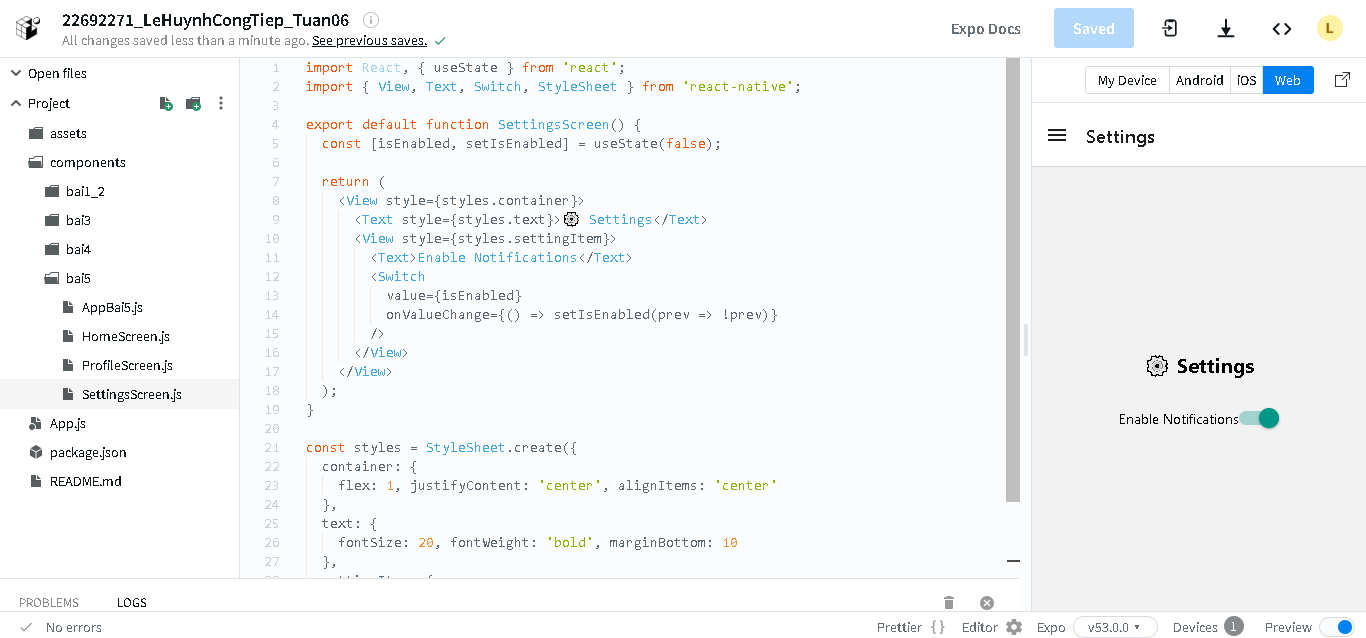 22692271_LeHuynhCongTiep_Tuan06
All changes saved less than a minute ago. See previous saves.
Expo Docs
Saved
L
Open files
Project
assets
components
bai1_2
bai3
bai4
bai5
AppBai5.js
HomeScreen.js
ProfileScreen.js
SettingsScreen.js
App.js
package.json
README.md
1 import React, { useState } from 'react';
2 import { View, Text, Switch, StyleSheet } from 'react-native';
3
4 export default function SettingsScreen() {
5 const [isEnabled, setIsEnabled] = useState(false);
6
7 return (
8 <View style={styles.container}>
9 <Text style={styles.text}>⚙️ Settings</Text>
10 <View style={styles.settingItem}>
11 <Text>Enable Notifications</Text>
12 <Switch
13 value={isEnabled}
14 onValueChange={() => setIsEnabled(prev => !prev)}
15 />
16 </View>
17 </View>
18 );
19 }
20
21 const styles = StyleSheet.create({
22 container: {
23 flex: 1, justifyContent: 'center', alignItems: 'center'
24 },
25 text: {
26 fontSize: 20, fontWeight: 'bold', marginBottom: 10
27 },
My Device
Android
iOS
Web
Settings
⚙️ Settings
Enable Notifications
PROBLEMS
LOGS
No errors
Prettier { }
Editor
Expo
v53.0.0
Devices 1
Preview